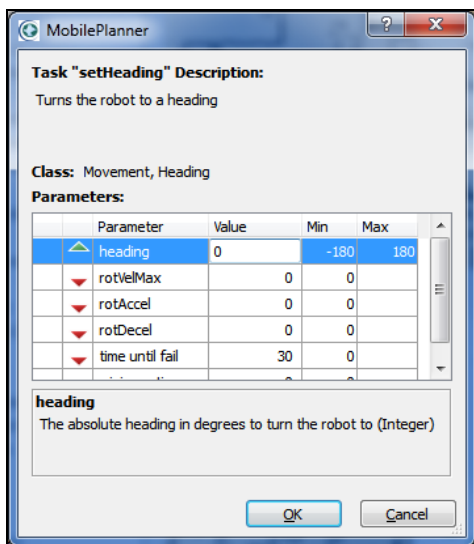 MobilePlanner
Task "setHeading" Description:
Turns the robot to a heading
Class: Movement, Heading
Parameters:
Parameter Value Min Max
heading 0 -180 180
rotVelMax 0 0
rotAccel 0 0
rotDecel 0 0
time until fail 30 0
heading
The absolute heading in degrees to turn the robot to (Integer)
OK Cancel